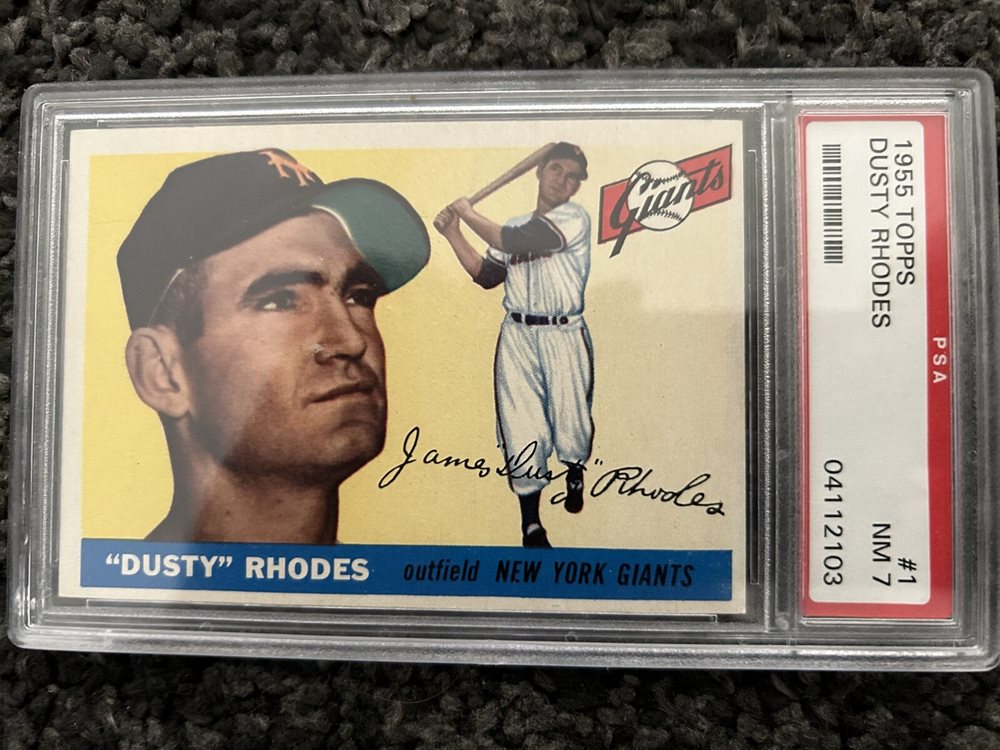 Giants
James "Dusty" Rhodes
"DUSTY" RHODES outfield NEW YORK GIANTS
1955 TOPPS #1
DUSTY RHODES NM 7
04112103
PSA